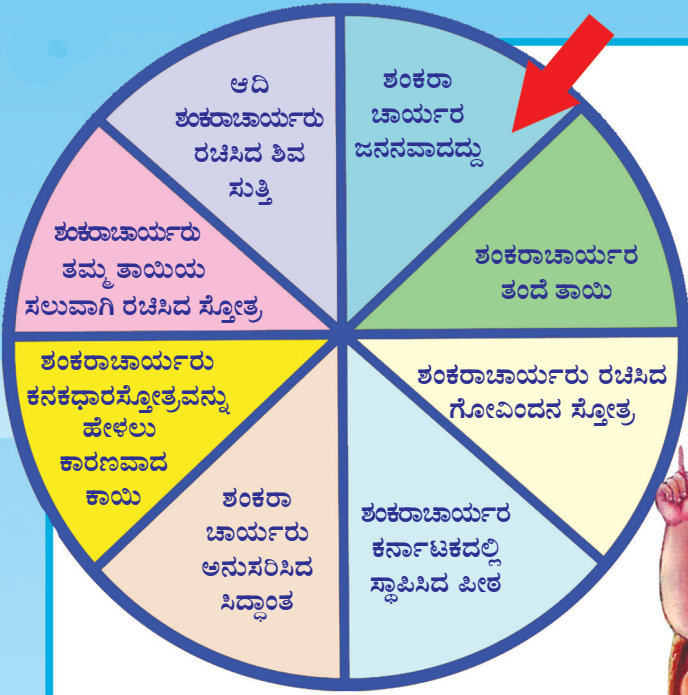 ಶಂಕರಾ
ಚಾರ್ಯರ
ಜನನವಾದದ್ದು
ಶಂಕರಾಚಾರ್ಯರ
ತಂದೆ ತಾಯಿ
ಶಂಕರಾಚಾರ್ಯರು ರಚಿಸಿದ
ಗೋವಿಂದನ ಸ್ತೋತ್ರ
ಶಂಕರಾಚಾರ್ಯರ
ಕರ್ನಾಟಕದಲ್ಲಿ
ಸ್ಥಾಪಿಸಿದ ಪೀಠ
ಶಂಕರಾ
ಚಾರ್ಯರು
ಅನುಸರಿಸಿದ
ಸಿದ್ಧಾಂತ
ಶಂಕರಾಚಾರ್ಯರು
ಕನಕಧಾರಸ್ತೋತ್ರವನ್ನು
ಹೇಳಲು
ಕಾರಣವಾದ
ಕಾಯಿ
ಶಂಕರಾಚಾರ್ಯರು
ತಮ್ಮ ತಾಯಿಯ
ಸಲುವಾಗಿ ರಚಿಸಿದ ಸ್ತೋತ್ರ
ಆದಿ
ಶಂಕರಾಚಾರ್ಯರು
ರಚಿಸಿದ ಶಿವ
ಸುತ್ತಿ